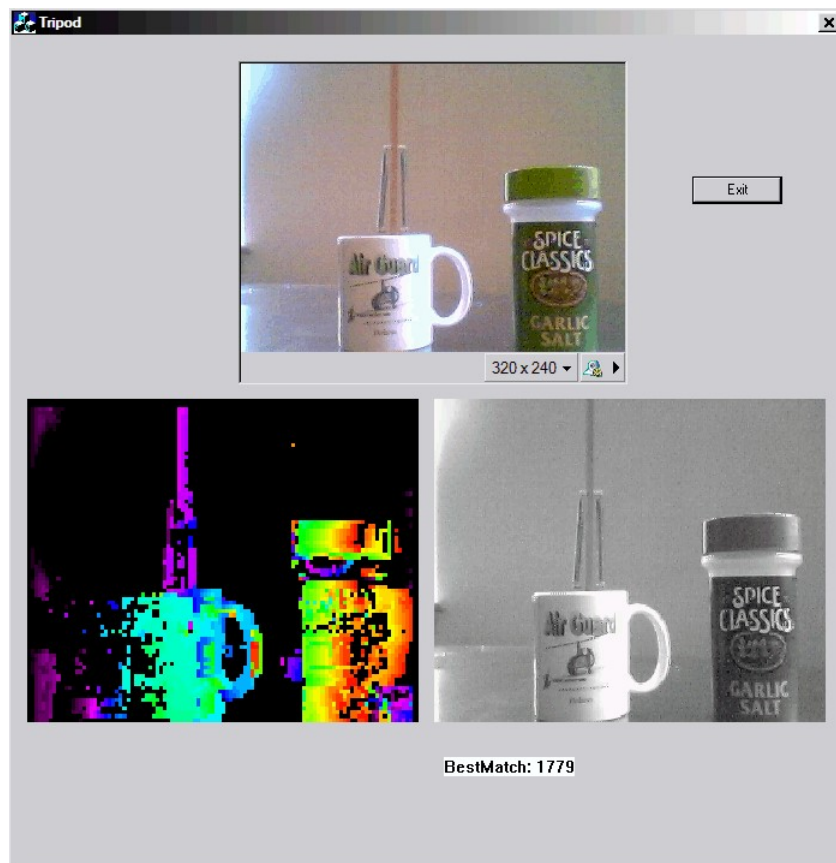 Tripod
Exit
SPICE
CLASSICS
Air Guard
GARLIC
SALT
320 x 240
Air Guard
SPICE
CLASSICS
GARLIC
SALT
BestMatch: 1779